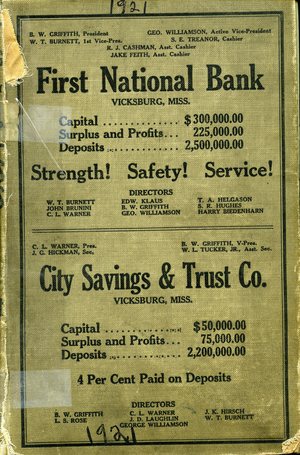 1921
B. W. GRIFFITH, President GEO. WILLIAMSON, Active Vice-President
W. T. BURNETT, 1st Vice-Pres. S. E. TREANOR, Cashier
R. J. CASHMAN, Asst. Cashier
JAKE FEITH, Asst. Cashier
First National Bank
VICKSBURG, MISS.
Capital .............. $300,000.00
Surplus and Profits... 225,000.00
Deposits ............ 2,500,000.00
Strength! Safety! Service!
DIRECTORS
W. T. BURNETT EDW. KLAUS T. A. HELGASON
JOHN BRUNINI B. W. GRIFFITH S. R. HUGHES
C. L. WARNER GEO. WILLIAMSON HARRY BIEDENHARN
C. L. WARNER, Pres. B. W. GRIFFITH, V-Pres.
J. G. HICKMAN, Sec. W. L. TUCKER, JR., Asst. Sec.
City Savings & Trust Co.
VICKSBURG, MISS.
Capital .............. $50,000.00
Surplus and Profits... 75,000.00
Deposits ............ 2,200,000.00
4 Per Cent Paid on Deposits
DIRECTORS
B. W. GRIFFITH C. L. WARNER J. K. HIRSCH
L. S. ROSE J. D. LAUGHLIN W. T. BURNETT
GEORGE WILLIAMSON
1921